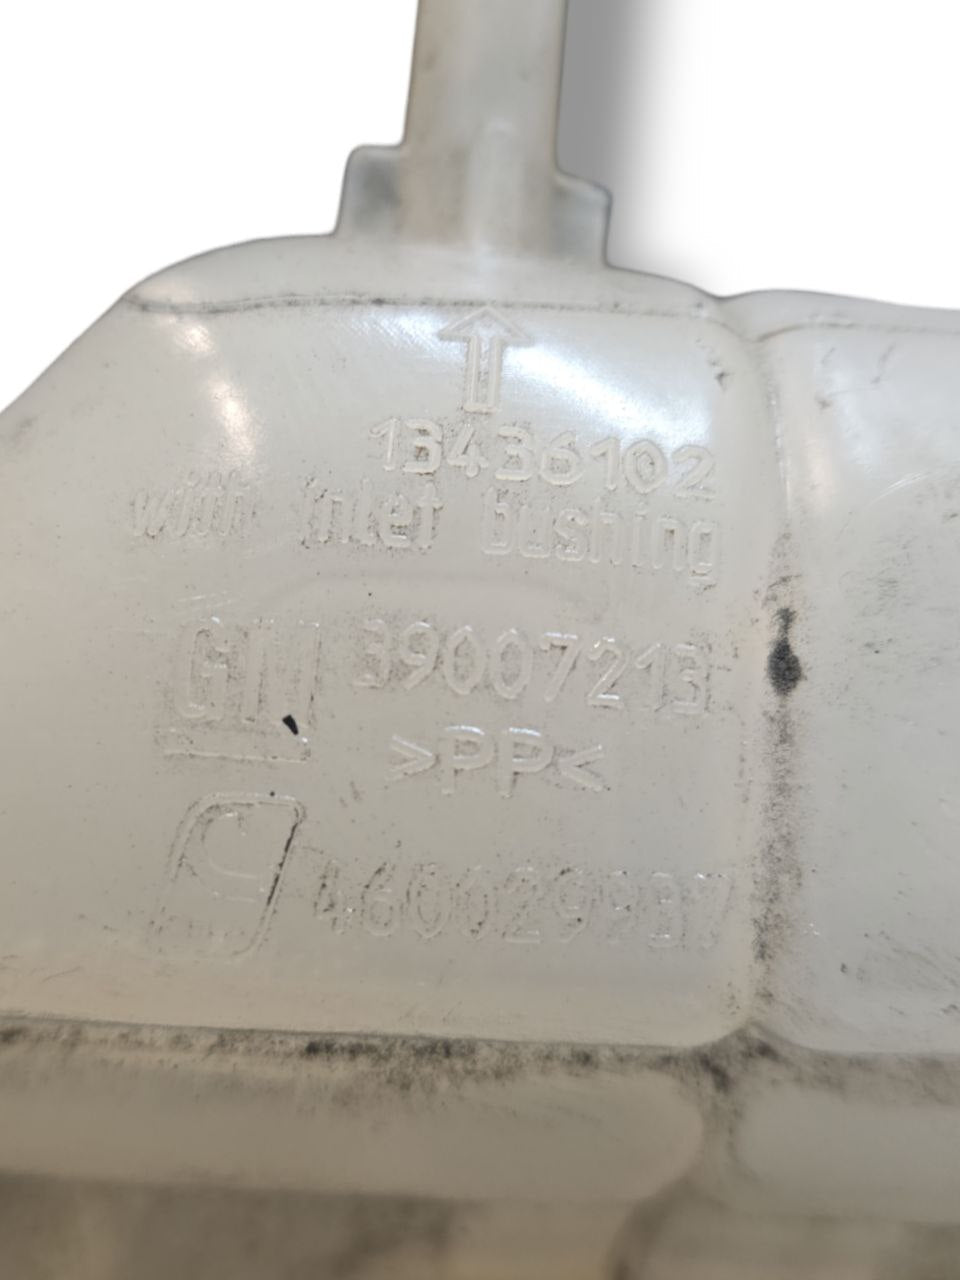 13436102
with inlet bushing
GM 39007213
>PP<
460029937